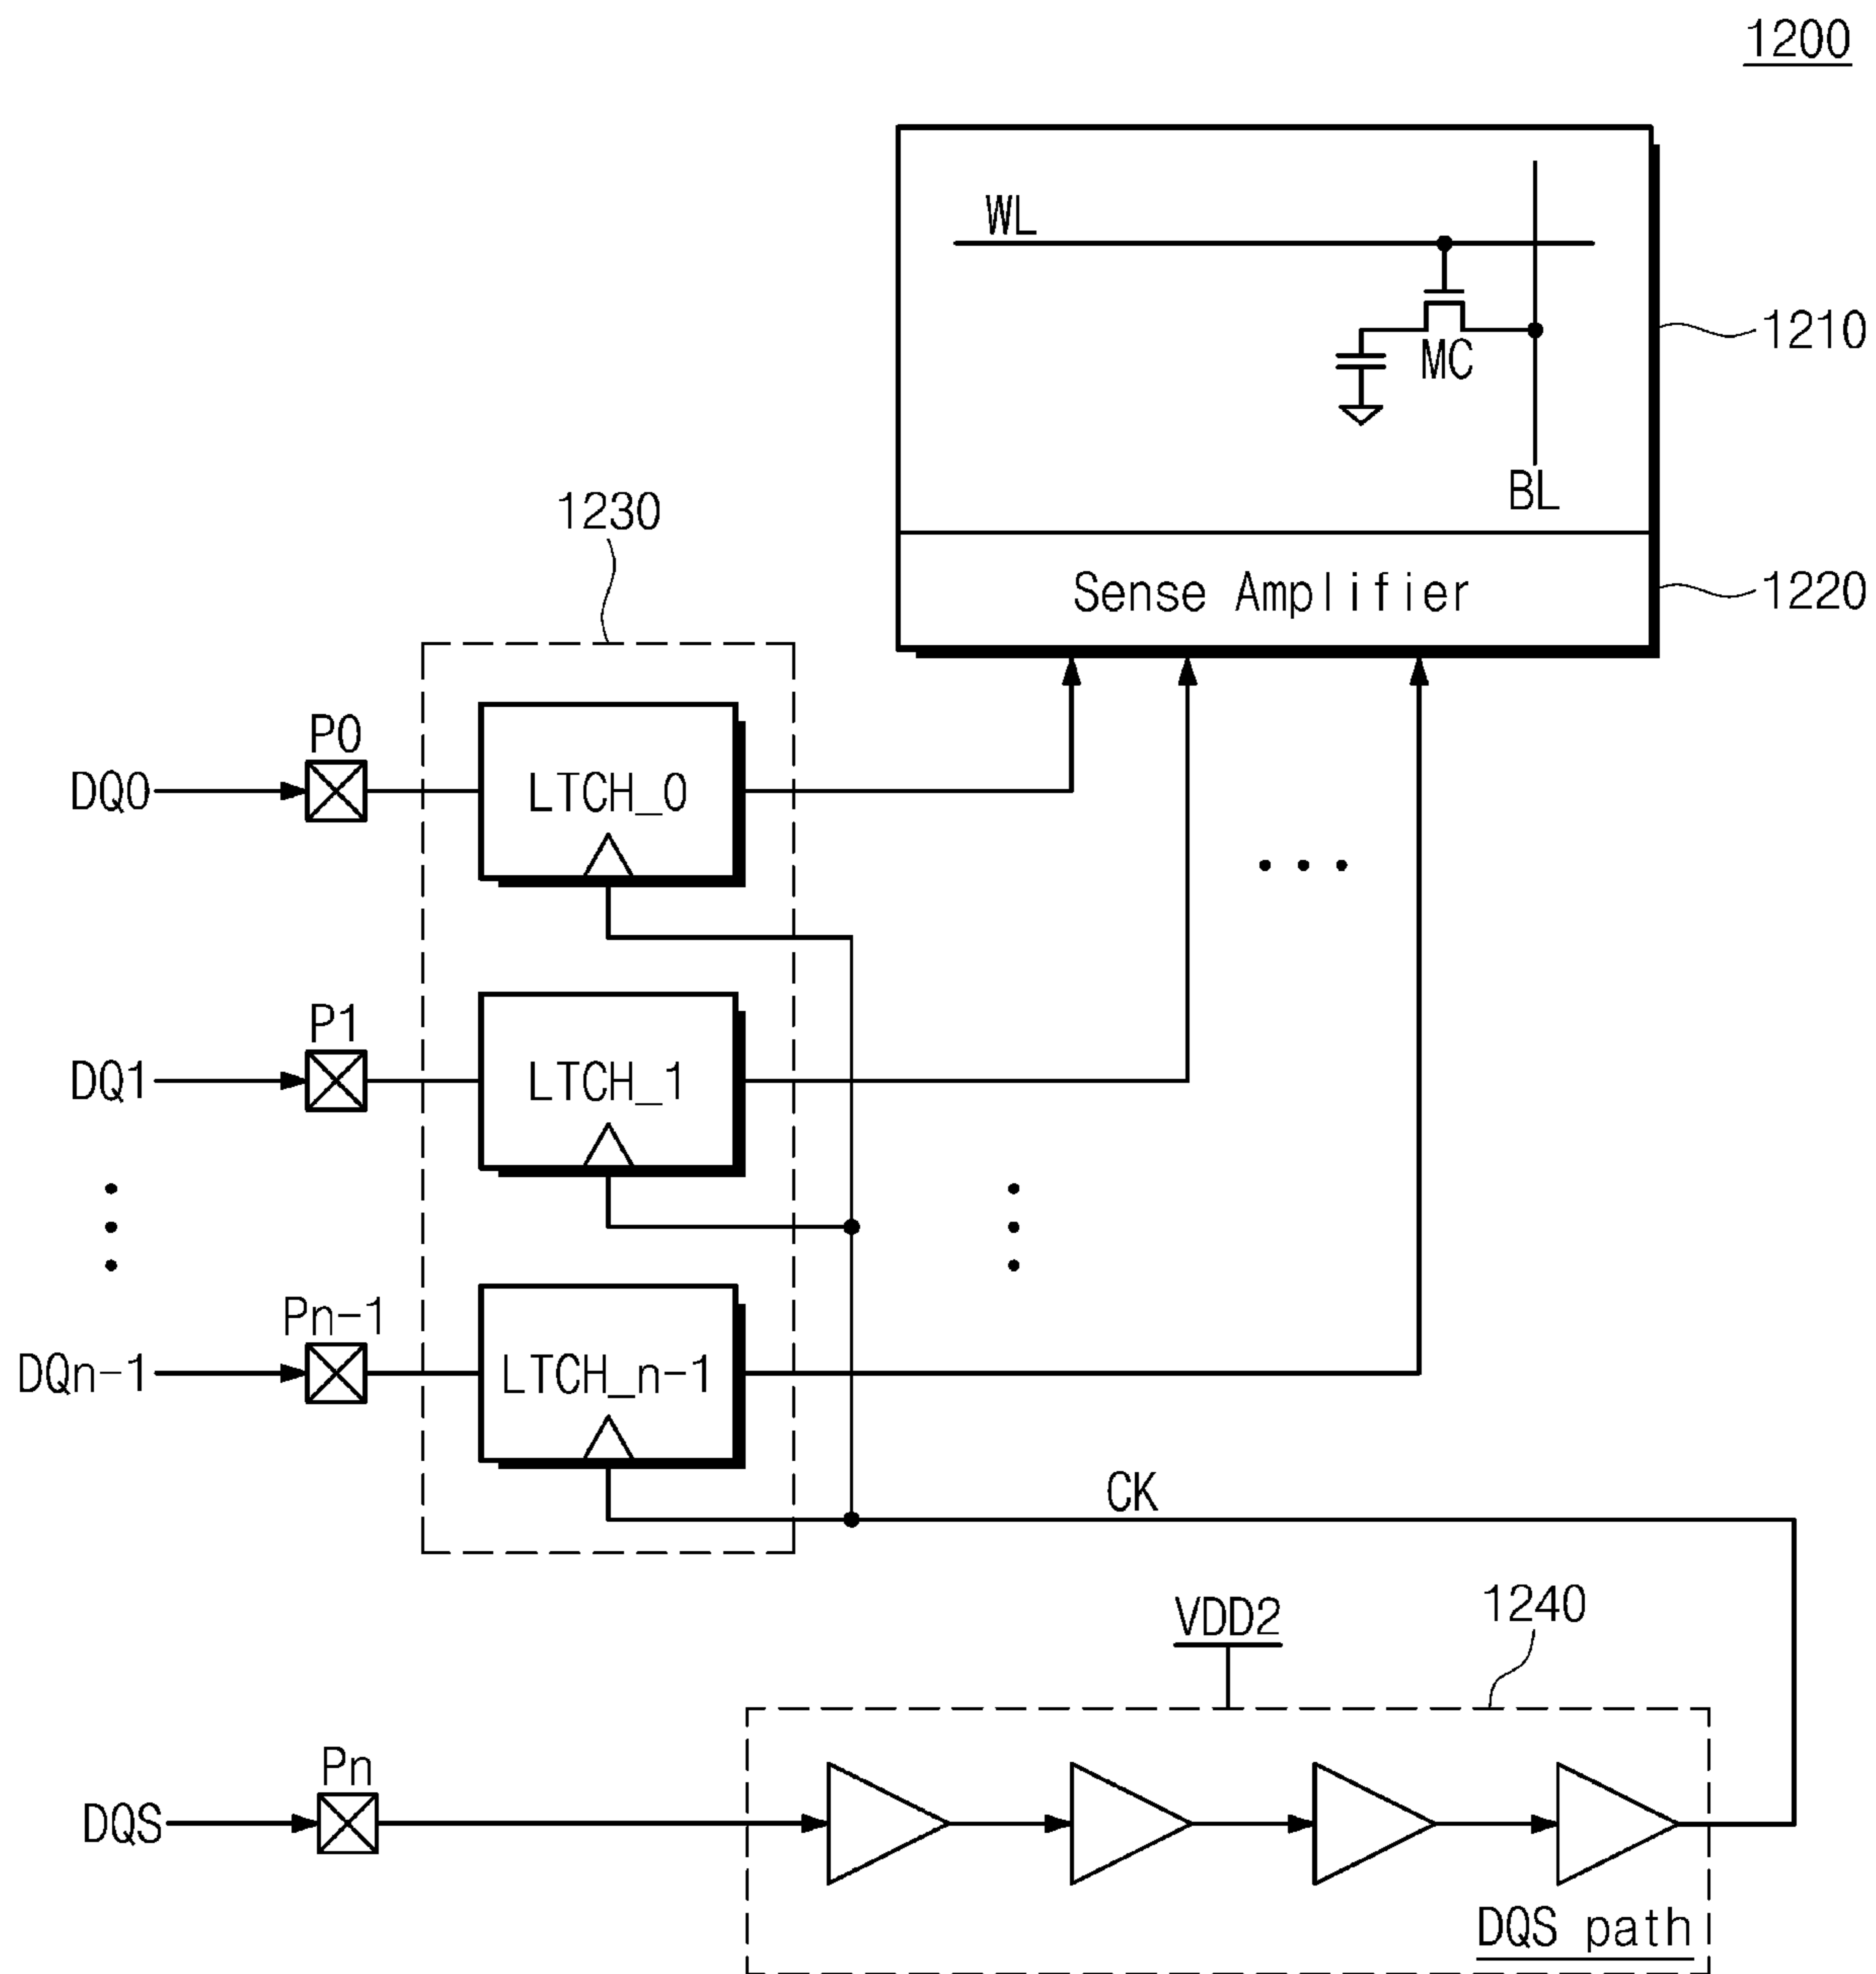 1200
WL
MC
1210
BL
1230
Sense Amplifier
1220
P0
DQ0
LTCH_0
P1
DQ1
LTCH_1
Pn-1
DQn-1
LTCH_n-1
CK
VDD2
1240
Pn
DQS
DQS path